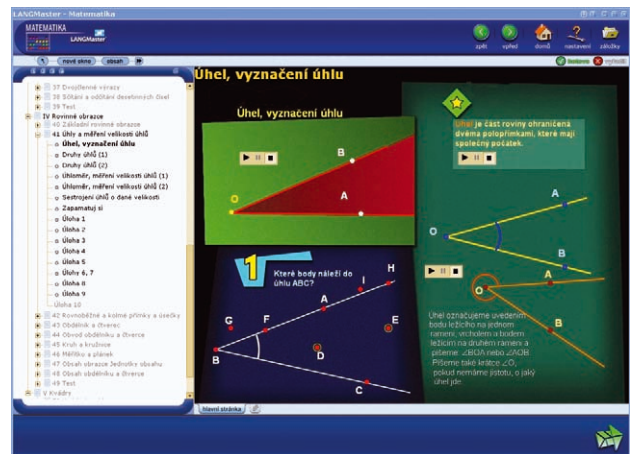 LANGMaster - Matematika
MATEMATIKA
LANGMaster
zpět
vpřed
domů
nastavení
záložky
nové okno
obsah
37 Dvojčlenné výrazy
38 Sčítání a odčítání desetinných čísel
39 Test
IV Rovinné obrazce
40 Základní rovinné obrazce
41 Úhly a měření velikosti úhlů
Úhel, vyznačení úhlu
Druhy úhlů (1)
Druhy úhlů (2)
Úhloměr, měření velikosti úhlů (1)
Úhloměr, měření velikosti úhlů (2)
Sestrojení úhlů o dané velikosti
Zapamatuj si
Úloha 1
Úloha 2
Úloha 3
Úloha 4
Úloha 5
Úlohy 6, 7
Úloha 8
Úloha 9
Úloha 10
42 Rovnoběžné a kolmé přímky a úsečky
43 Obdélník a čtverec
44 Obvod obdélníku a čtverce
45 Kruh a kružnice
46 Měřítko a plánek
47 Obsah obrazce Jednotky obsahu
48 Obsah obdélníku a čtverce
49 Test
V Kvádry
Úhel, vyznačení úhlu
Úhel, vyznačení úhlu
B
A
O
Úhel je část roviny ohraničená
dvěma polopřímkami, které mají
společný počátek.
A
O
B
1
Které body náleží do
úhlu ABC?
H
I
A
G
F
E
D
B
C
A
O
B
Úhel označujeme uvedením
bodu ležícího na jednom
rameni, vrcholem a bodem
ležícím na druhém rameni a
píšeme: ∠BOA nebo ∠AOB
Píšeme také krátce ∠O,
pokud nemáme jistotu, o jaký
úhel jde.
hlavní stránka